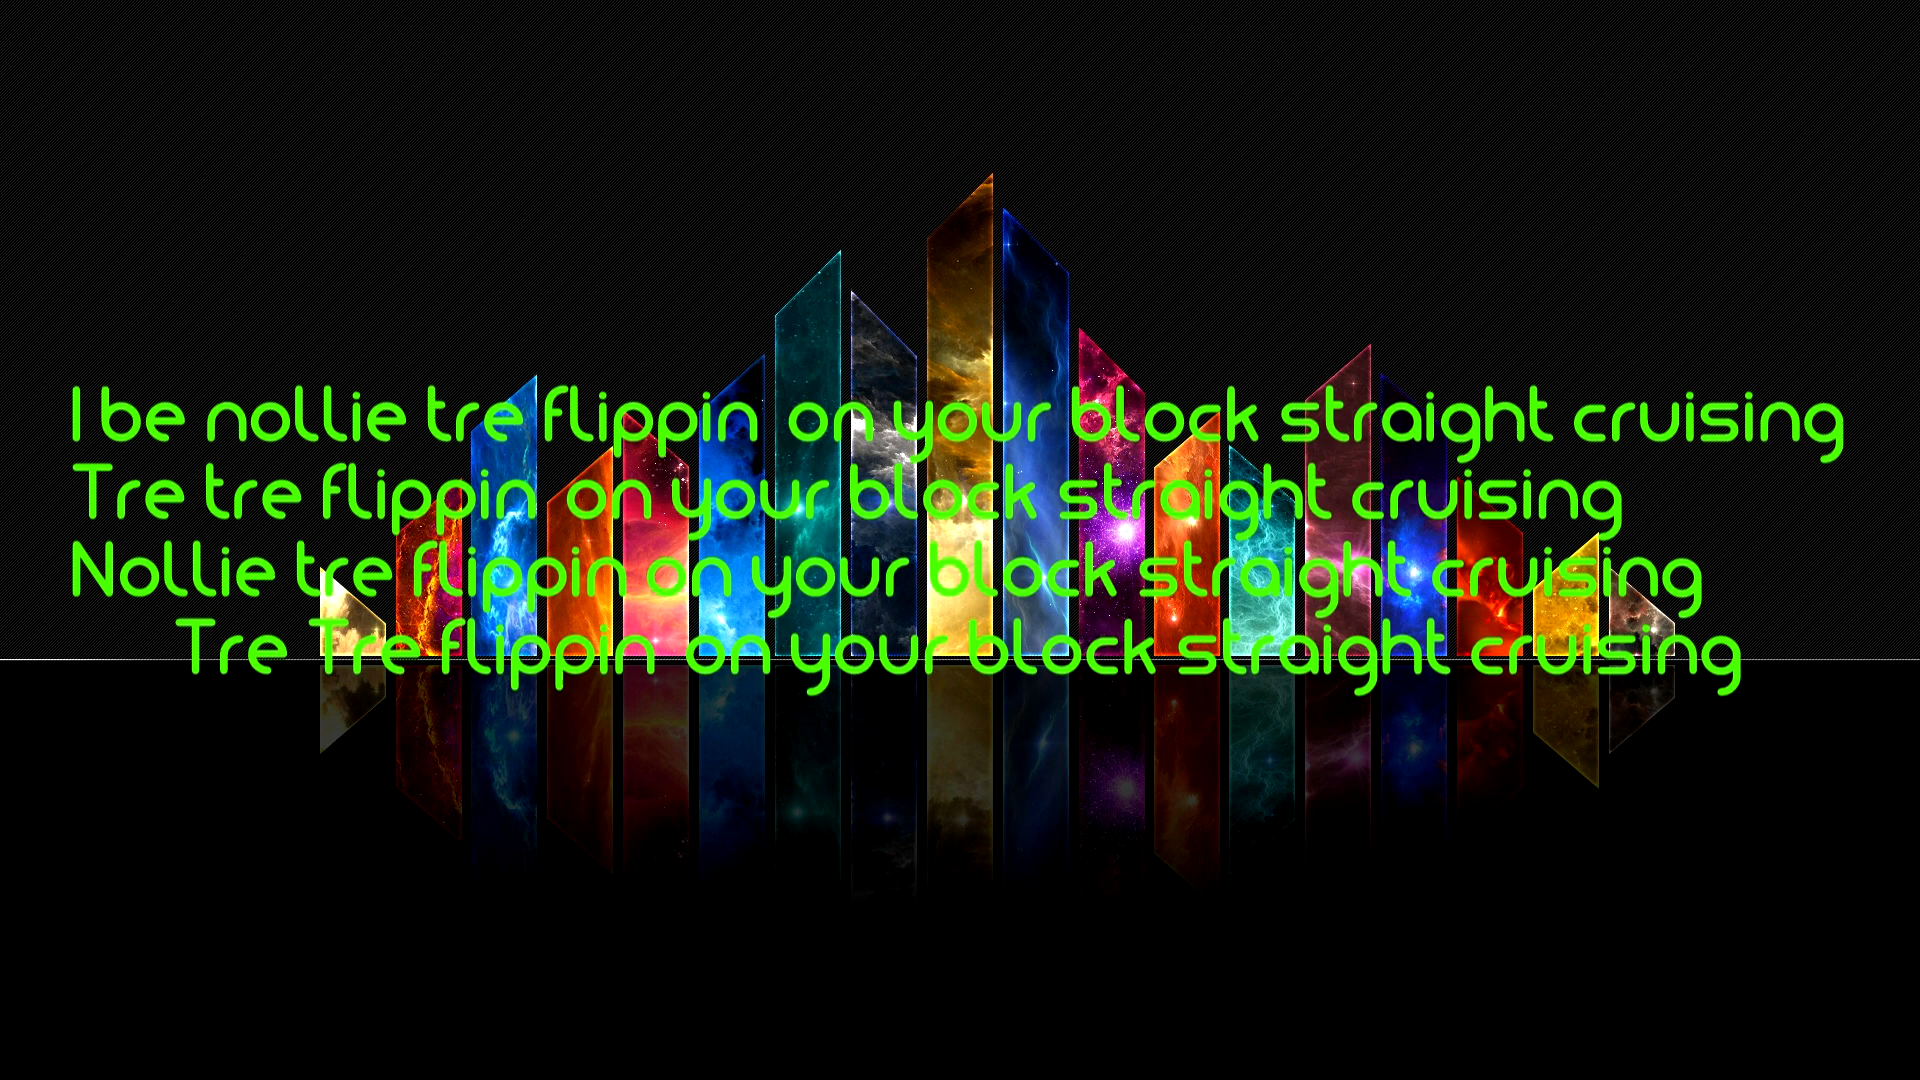 I be nollie tre flippin on your block straight cruising
Tre tre flippin on your block straight cruising
Nollie tre flippin on your block straight cruising
Tre Tre flippin on your block straight cruising